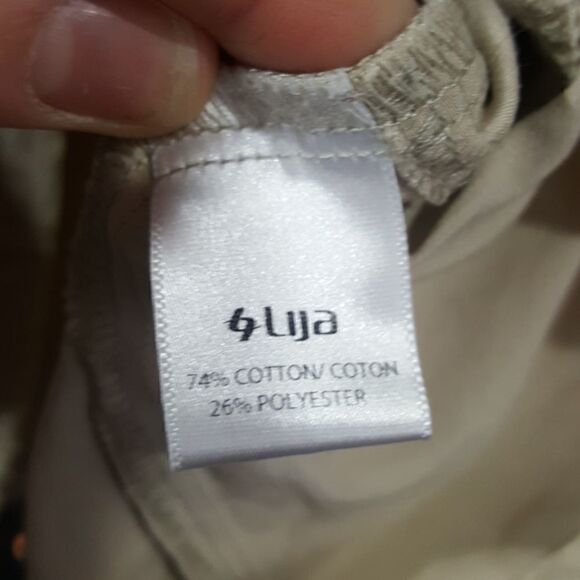 Lija
74% COTTON/ COTON
26% POLYESTER